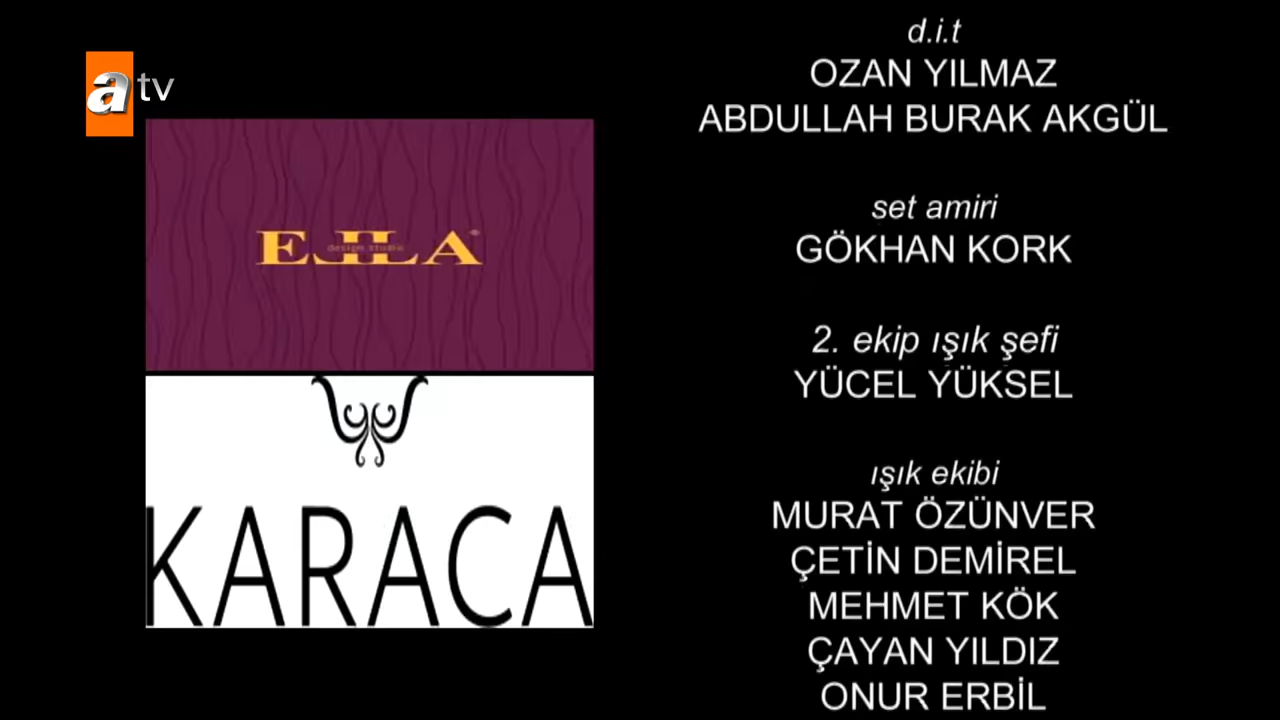 atv
ELLA
design studio
KARACA
d.i.t
OZAN YILMAZ
ABDULLAH BURAK AKGÜL
set amiri
GÖKHAN KORK
2. ekip ışık şefi
YÜCEL YÜKSEL
ışık ekibi
MURAT ÖZÜNVER
ÇETİN DEMİREL
MEHMET KÖK
ÇAYAN YILDIZ
ONUR ERBİL